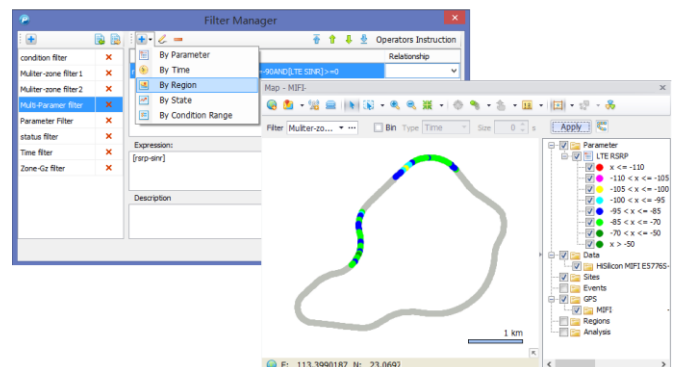 Filter Manager
Operators Instruction
condition filter
Muliter-zone filter1
Muliter-zone filter2
Multi-Paramer filter
Parameter Filter
status filter
Time filter
Zone-Gz filter
By Parameter
By Time
By Region
By State
By Condition Range
Relationship
-90AND[LTE SINR]>=0
Expression:
[rsrp-sinr]
Description
Map - MIFI-
Filter Muliter-zo... Bin Type Time Size 0 s Apply
Parameter
LTE RSRP
x <= -110
-110 < x <= -105
-105 < x <= -100
-100 < x <= -95
-95 < x <= -85
-85 < x <= -70
-70 < x <= -50
x > -50
Data
HiSilicon MIFI E5776S-
Sites
Events
GPS
MIFI
Regions
Analysis
1 km
E: 113.3990187 N: 23.0692